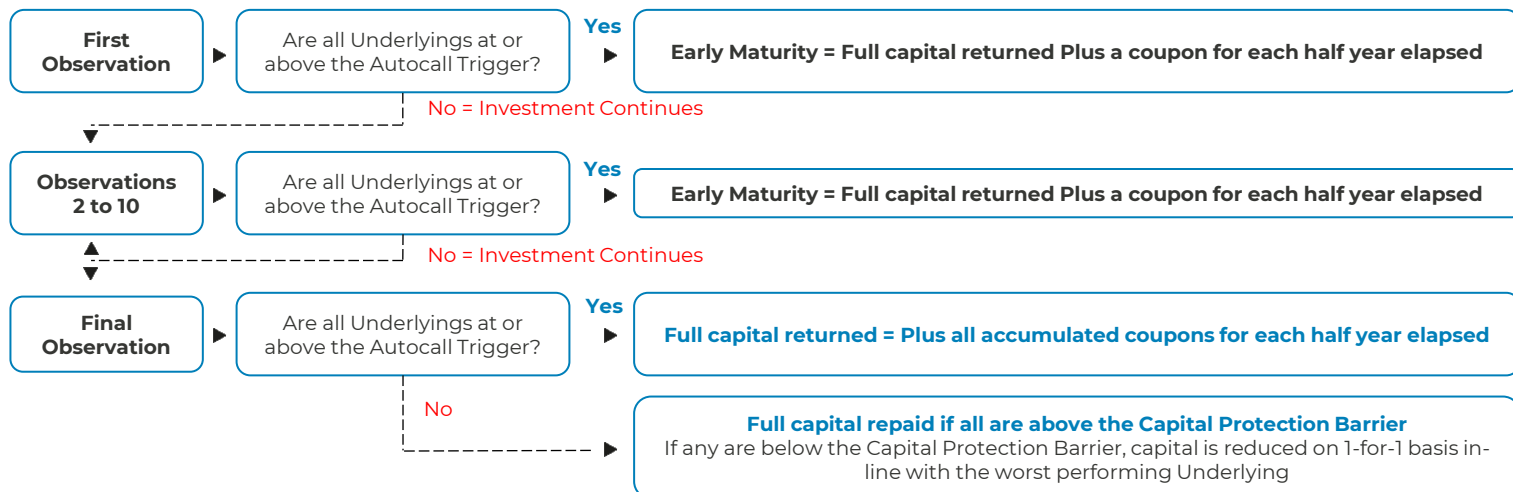 First
Observation
Are all Underlyings at or
above the Autocall Trigger?
Yes
Early Maturity = Full capital returned Plus a coupon for each half year elapsed
No = Investment Continues
Observations
2 to 10
Are all Underlyings at or
above the Autocall Trigger?
Yes
Early Maturity = Full capital returned Plus a coupon for each half year elapsed
No = Investment Continues
Final
Observation
Are all Underlyings at or
above the Autocall Trigger?
Yes
Full capital returned = Plus all accumulated coupons for each half year elapsed
No
Full capital repaid if all are above the Capital Protection Barrier
If any are below the Capital Protection Barrier, capital is reduced on 1-for-1 basis in-
line with the worst performing Underlying